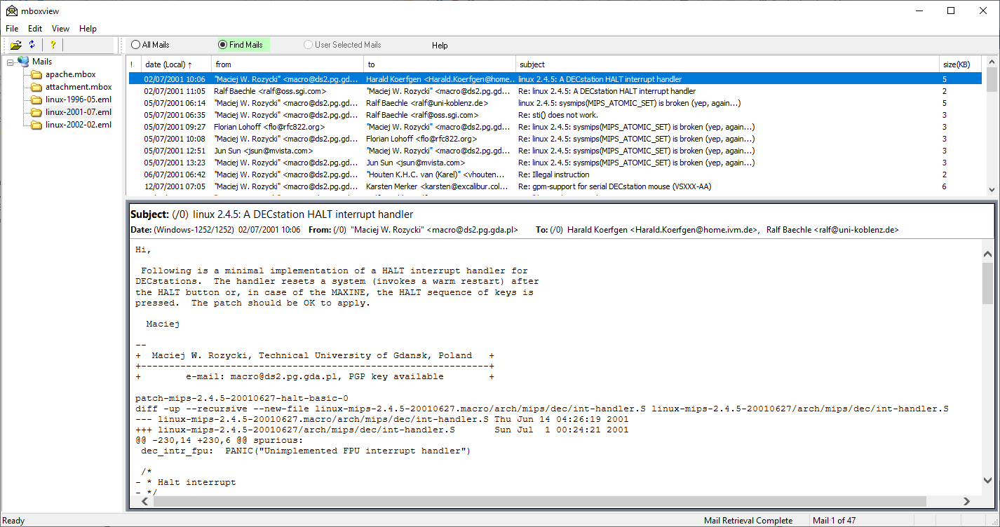 mboxview
File Edit View Help
? All Mails Find Mails User Selected Mails Help
Mails
apache.mbox
attachment.mbox
linux-1996-05.eml
linux-2001-07.eml
linux-2002-02.eml
! date (Local) ↑ from to subject size(KB)
02/07/2001 10:06 "Maciej W. Rozycki" <macro@ds2.pg.gd... Harald Koerfgen <Harald.Koerfgen@home... linux 2.4.5: A DECstation HALT interrupt handler 5
02/07/2001 11:05 Ralf Baechle <ralf@oss.sgi.com> "Maciej W. Rozycki" <macro@ds2.pg.gd... Re: linux 2.4.5: A DECstation HALT interrupt handler 2
05/07/2001 06:14 "Maciej W. Rozycki" <macro@ds2.pg.gd... Ralf Baechle <ralf@uni-koblenz.de> linux 2.4.5: sysmips(MIPS_ATOMIC_SET) is broken (yep, again...) 5
05/07/2001 06:35 "Maciej W. Rozycki" <macro@ds2.pg.gd... Ralf Baechle <ralf@oss.sgi.com> Re: sti() does not work. 3
05/07/2001 09:27 Florian Lohoff <flo@rfc822.org> "Maciej W. Rozycki" <macro@ds2.pg.gd... Re: linux 2.4.5: sysmips(MIPS_ATOMIC_SET) is broken (yep, again...) 3
05/07/2001 10:08 "Maciej W. Rozycki" <macro@ds2.pg.gd... Florian Lohoff <flo@rfc822.org> Re: linux 2.4.5: sysmips(MIPS_ATOMIC_SET) is broken (yep, again...) 3
05/07/2001 12:51 Jun Sun <jsun@mvista.com> "Maciej W. Rozycki" <macro@ds2.pg.gd... Re: linux 2.4.5: sysmips(MIPS_ATOMIC_SET) is broken (yep, again...) 3
05/07/2001 13:23 "Maciej W. Rozycki" <macro@ds2.pg.gd... Jun Sun <jsun@mvista.com> Re: linux 2.4.5: sysmips(MIPS_ATOMIC_SET) is broken (yep, again...) 3
06/07/2001 06:42 "Maciej W. Rozycki" <macro@ds2.pg.gd... "Houten K.H.C. van (Karel)" <vhouten... Re: Illegal instruction 2
12/07/2001 07:05 "Maciej W. Rozycki" <macro@ds2.pg.gd... Karsten Merker <karsten@excalibur.col... Re: gpm-support for serial DECstation mouse (VSXXX-AA) 6
Subject: (/0) linux 2.4.5: A DECstation HALT interrupt handler
Date: (Windows-1252/1252) 02/07/2001 10:06 From: (/0) "Maciej W. Rozycki" <macro@ds2.pg.gda.pl> To: (/0) Harald Koerfgen <Harald.Koerfgen@home.ivm.de>, Ralf Baechle <ralf@uni-koblenz.de>
Hi,
Following is a minimal implementation of a HALT interrupt handler for
DECstations. The handler resets a system (invokes a warm restart) after
the HALT button or, in case of the MAXINE, the HALT sequence of keys is
pressed. The patch should be OK to apply.
Maciej
--
+ Maciej W. Rozycki, Technical University of Gdansk, Poland +
+--------------------------------------------------------------+
+ e-mail: macro@ds2.pg.gda.pl, PGP key available +
patch-mips-2.4.5-20010627-halt-basic-0
diff -up --recursive --new-file linux-mips-2.4.5-20010627.macro/arch/mips/dec/int-handler.S linux-mips-2.4.5-20010627/arch/mips/dec/int-handler.S
--- linux-mips-2.4.5-20010627.macro/arch/mips/dec/int-handler.S Thu Jun 14 04:26:19 2001
+++ linux-mips-2.4.5-20010627/arch/mips/dec/int-handler.S Sun Jul 1 00:24:21 2001
@@ -230,14 +230,6 @@ spurious:
dec_intr_fpu: PANIC("Unimplemented FPU interrupt handler")
/*
- * Halt interrupt
- */
Ready Mail Retrieval Complete Mail 1 of 47